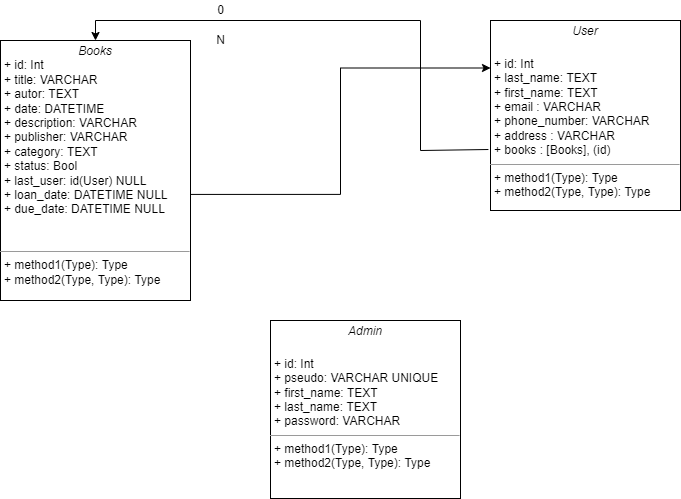 0
N
Books
+ id: Int
+ title: VARCHAR
+ autor: TEXT
+ date: DATETIME
+ description: VARCHAR
+ publisher: VARCHAR
+ category: TEXT
+ status: Bool
+ last_user: id(User) NULL
+ loan_date: DATETIME NULL
+ due_date: DATETIME NULL
+ method1(Type): Type
+ method2(Type, Type): Type
User
+ id: Int
+ last_name: TEXT
+ first_name: TEXT
+ email : VARCHAR
+ phone_number: VARCHAR
+ address : VARCHAR
+ books : [Books], (id)
+ method1(Type): Type
+ method2(Type, Type): Type
Admin
+ id: Int
+ pseudo: VARCHAR UNIQUE
+ first_name: TEXT
+ last_name: TEXT
+ password: VARCHAR
+ method1(Type): Type
+ method2(Type, Type): Type